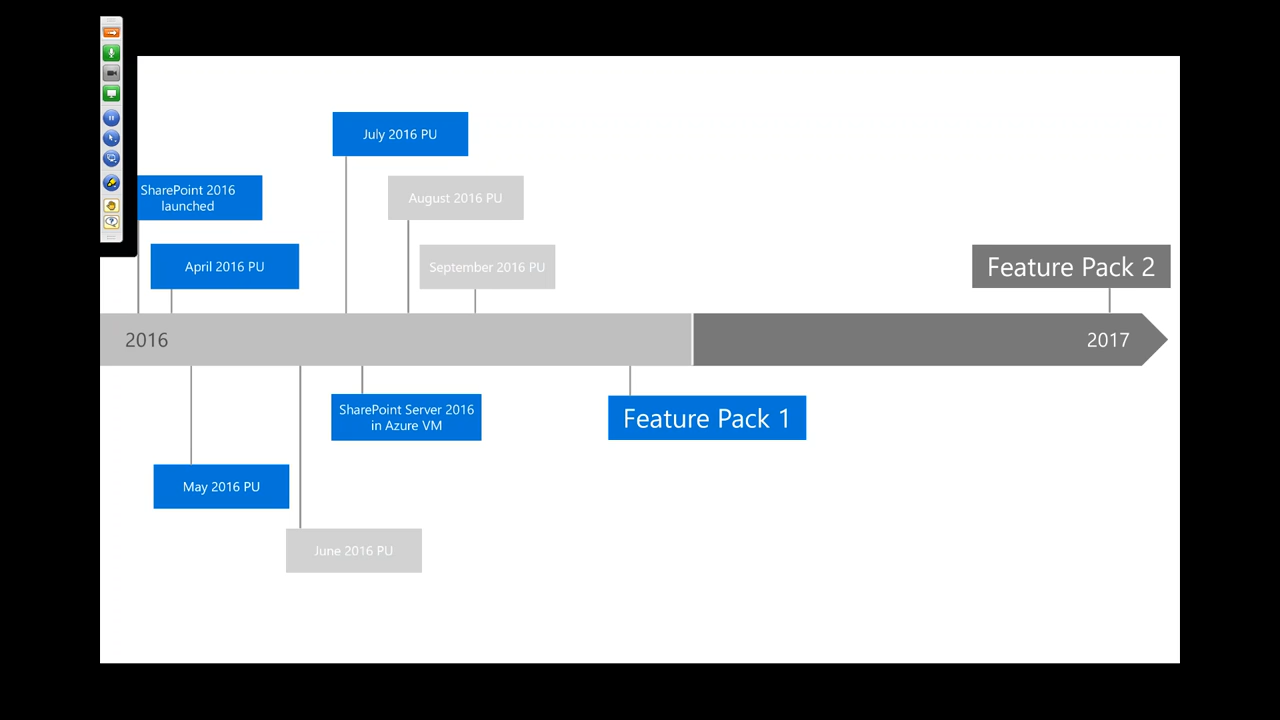 July 2016 PU
SharePoint 2016
launched
August 2016 PU
April 2016 PU
September 2016 PU
Feature Pack 2
2016
2017
SharePoint Server 2016
in Azure VM
Feature Pack 1
May 2016 PU
June 2016 PU